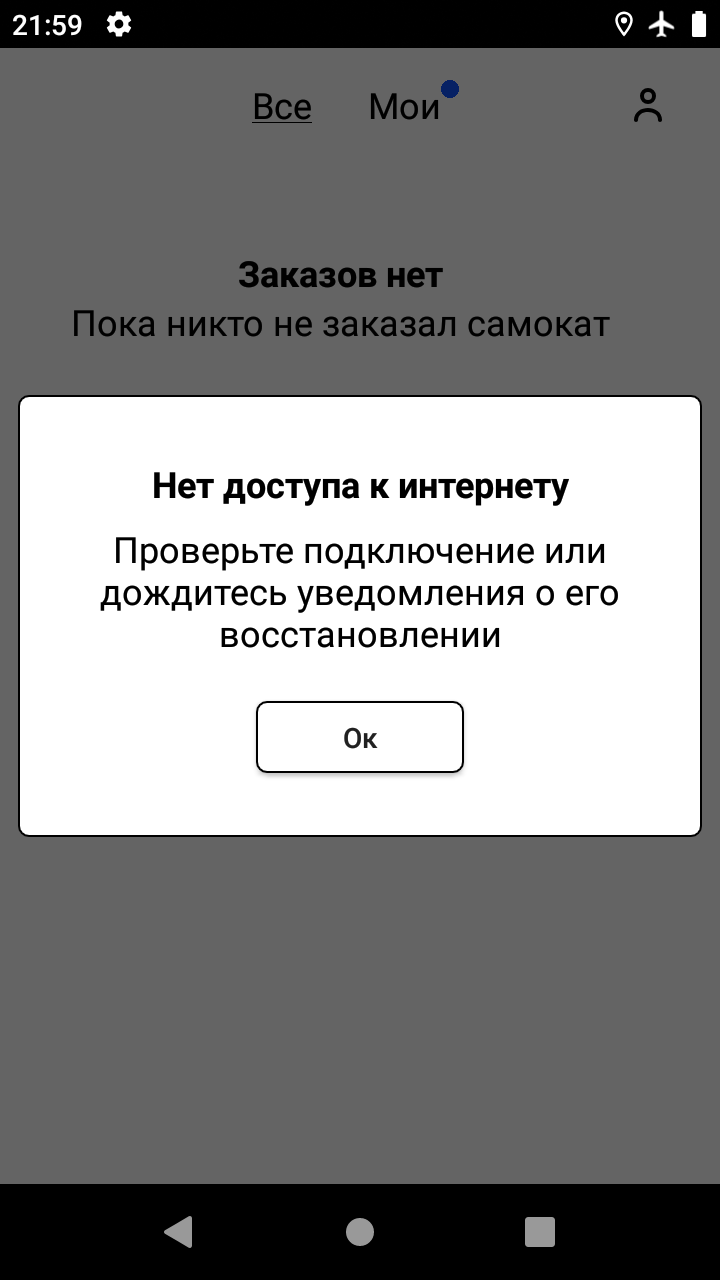 21:59
Все Мои
Заказов нет
Пока никто не заказал самокат
Нет доступа к интернету
Проверьте подключение или
дождитесь уведомления о его
восстановлении
Ок